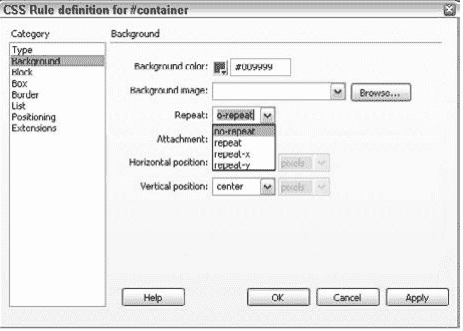 CSS Rule definition for #container
Category
Background
Type
Background
Block
Box
Border
List
Positioning
Extensions
Background color: #009999
Background image: Browse...
Repeat: o-repeat
no-repeat
repeat
repeat-x
repeat-y
Attachment:
Horizontal position: pixels
Vertical position: center pixels
Help OK Cancel Apply